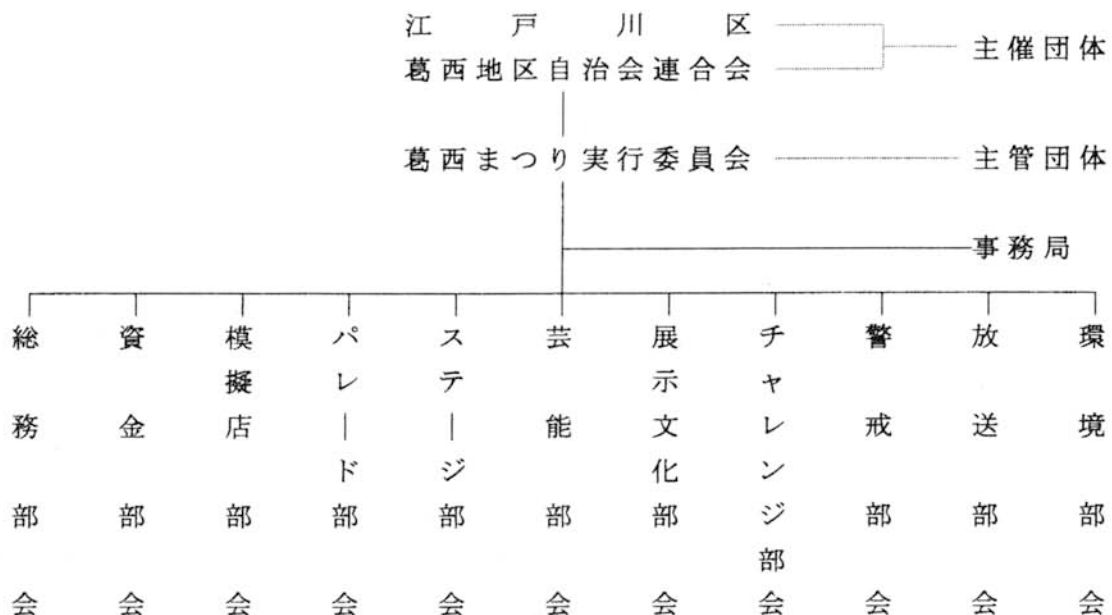 江戸川区
葛西地区自治会連合会
主催団体
葛西まつり実行委員会
主管団体
事務局
総務部会
資金部会
模擬店部会
パレード部会
ステージ部会
芸能部会
展示文化部会
チャレンジ部会
警戒部会
放送部会
環境部会